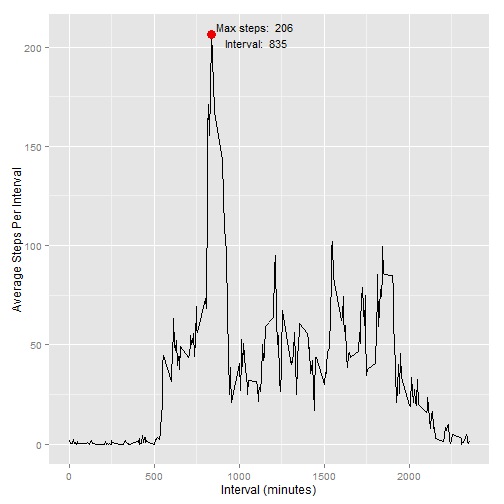 Max steps: 206
Interval: 835
200
150
100
50
0
Average Steps Per Interval
0 500 1000 1500 2000
Interval (minutes)